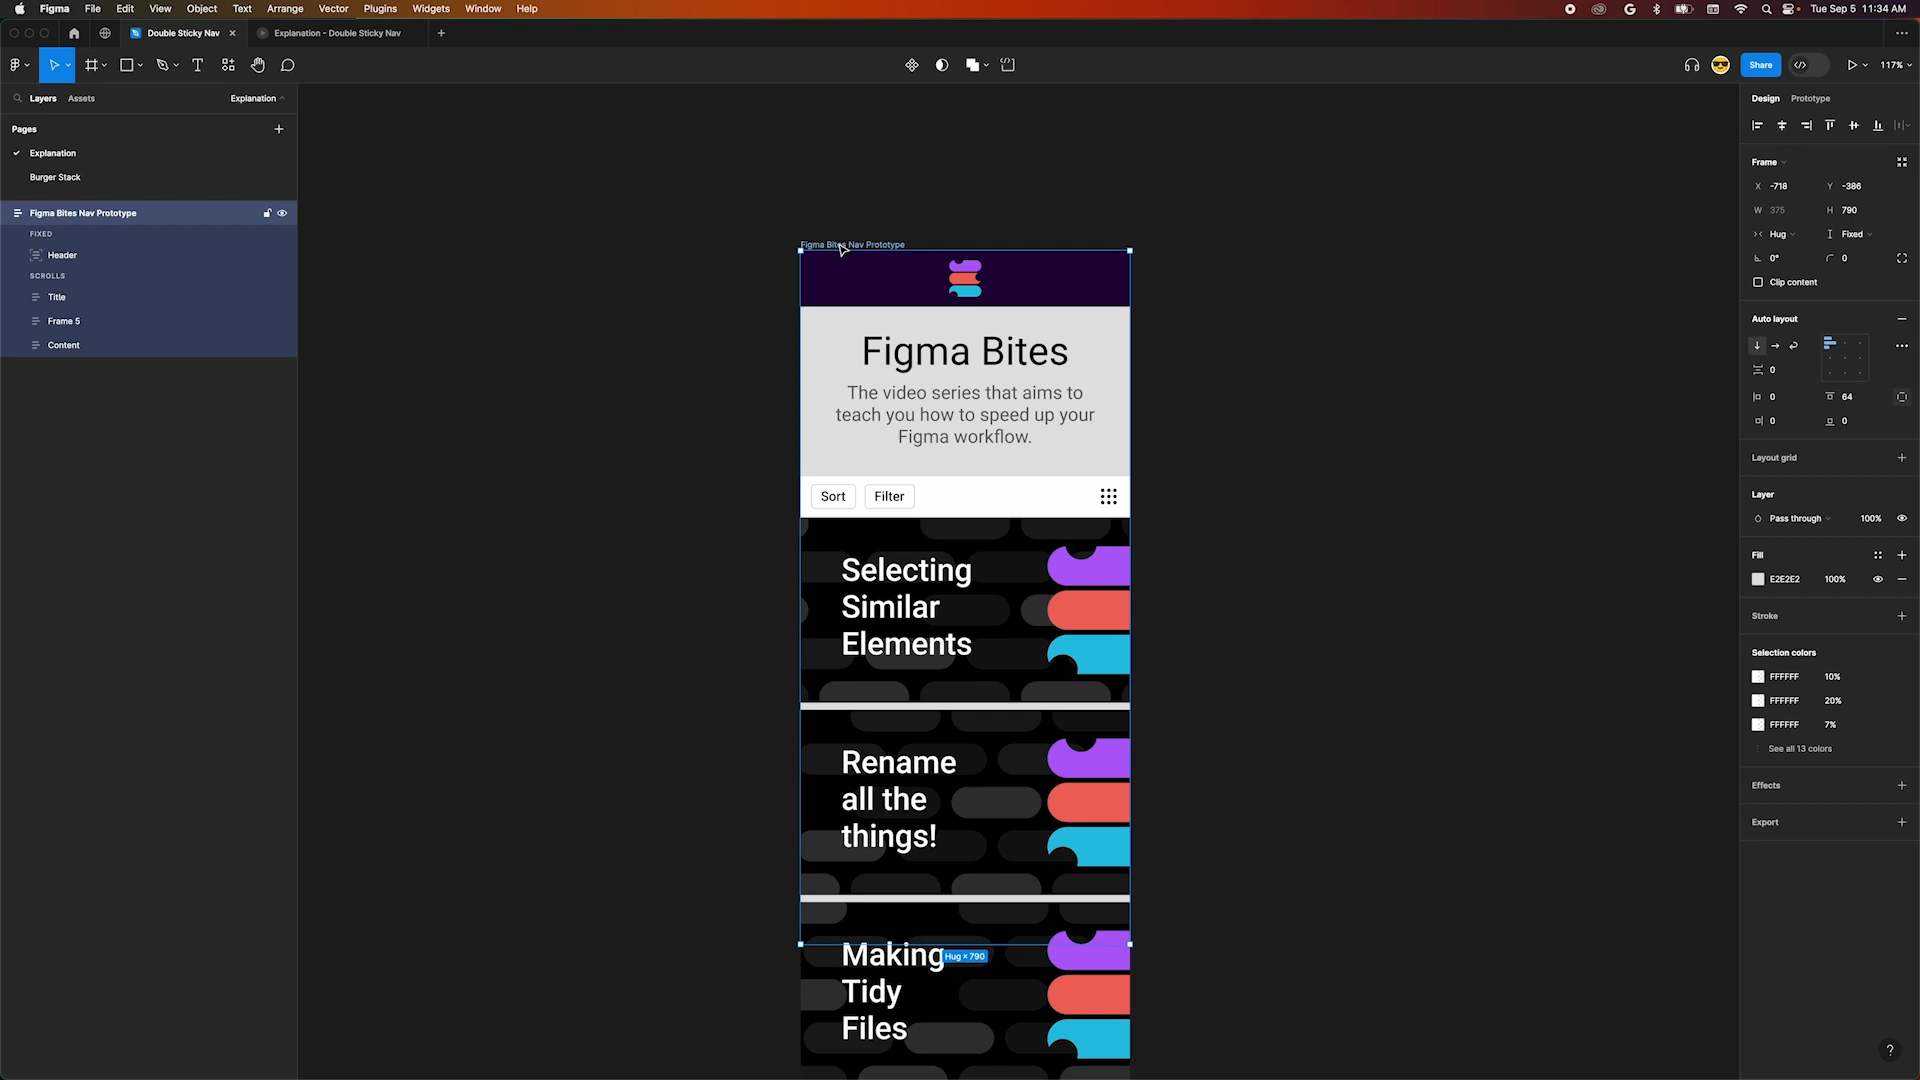 Figma File Edit View Object Text Arrange Vector Plugins Widgets Window Help
Tue Sep 5 11:34 AM
Double Sticky Nav
Explanation - Double Sticky Nav
Share
117%
Layers Assets Explanation
Pages
Explanation
Burger Stack
Figma Bites Nav Prototype
FIXED
Header
SCROLLS
Title
Frame 5
Content
Figma Bites Nav Prototype
Figma Bites
The video series that aims to
teach you how to speed up your
Figma workflow.
Sort Filter
Selecting
Similar
Elements
Rename
all the
things!
Making
Hug × 790
Tidy
Files
Design Prototype
Frame
X -718 Y -386
W 375 H 790
Hug Fixed
0° 0
Clip content
Auto layout
0
0 64
0 0
Layout grid
Layer
Pass through 100%
Fill
E2E2E2 100%
Stroke
Selection colors
FFFFFF 10%
FFFFFF 20%
FFFFFF 7%
See all 13 colors
Effects
Export
?